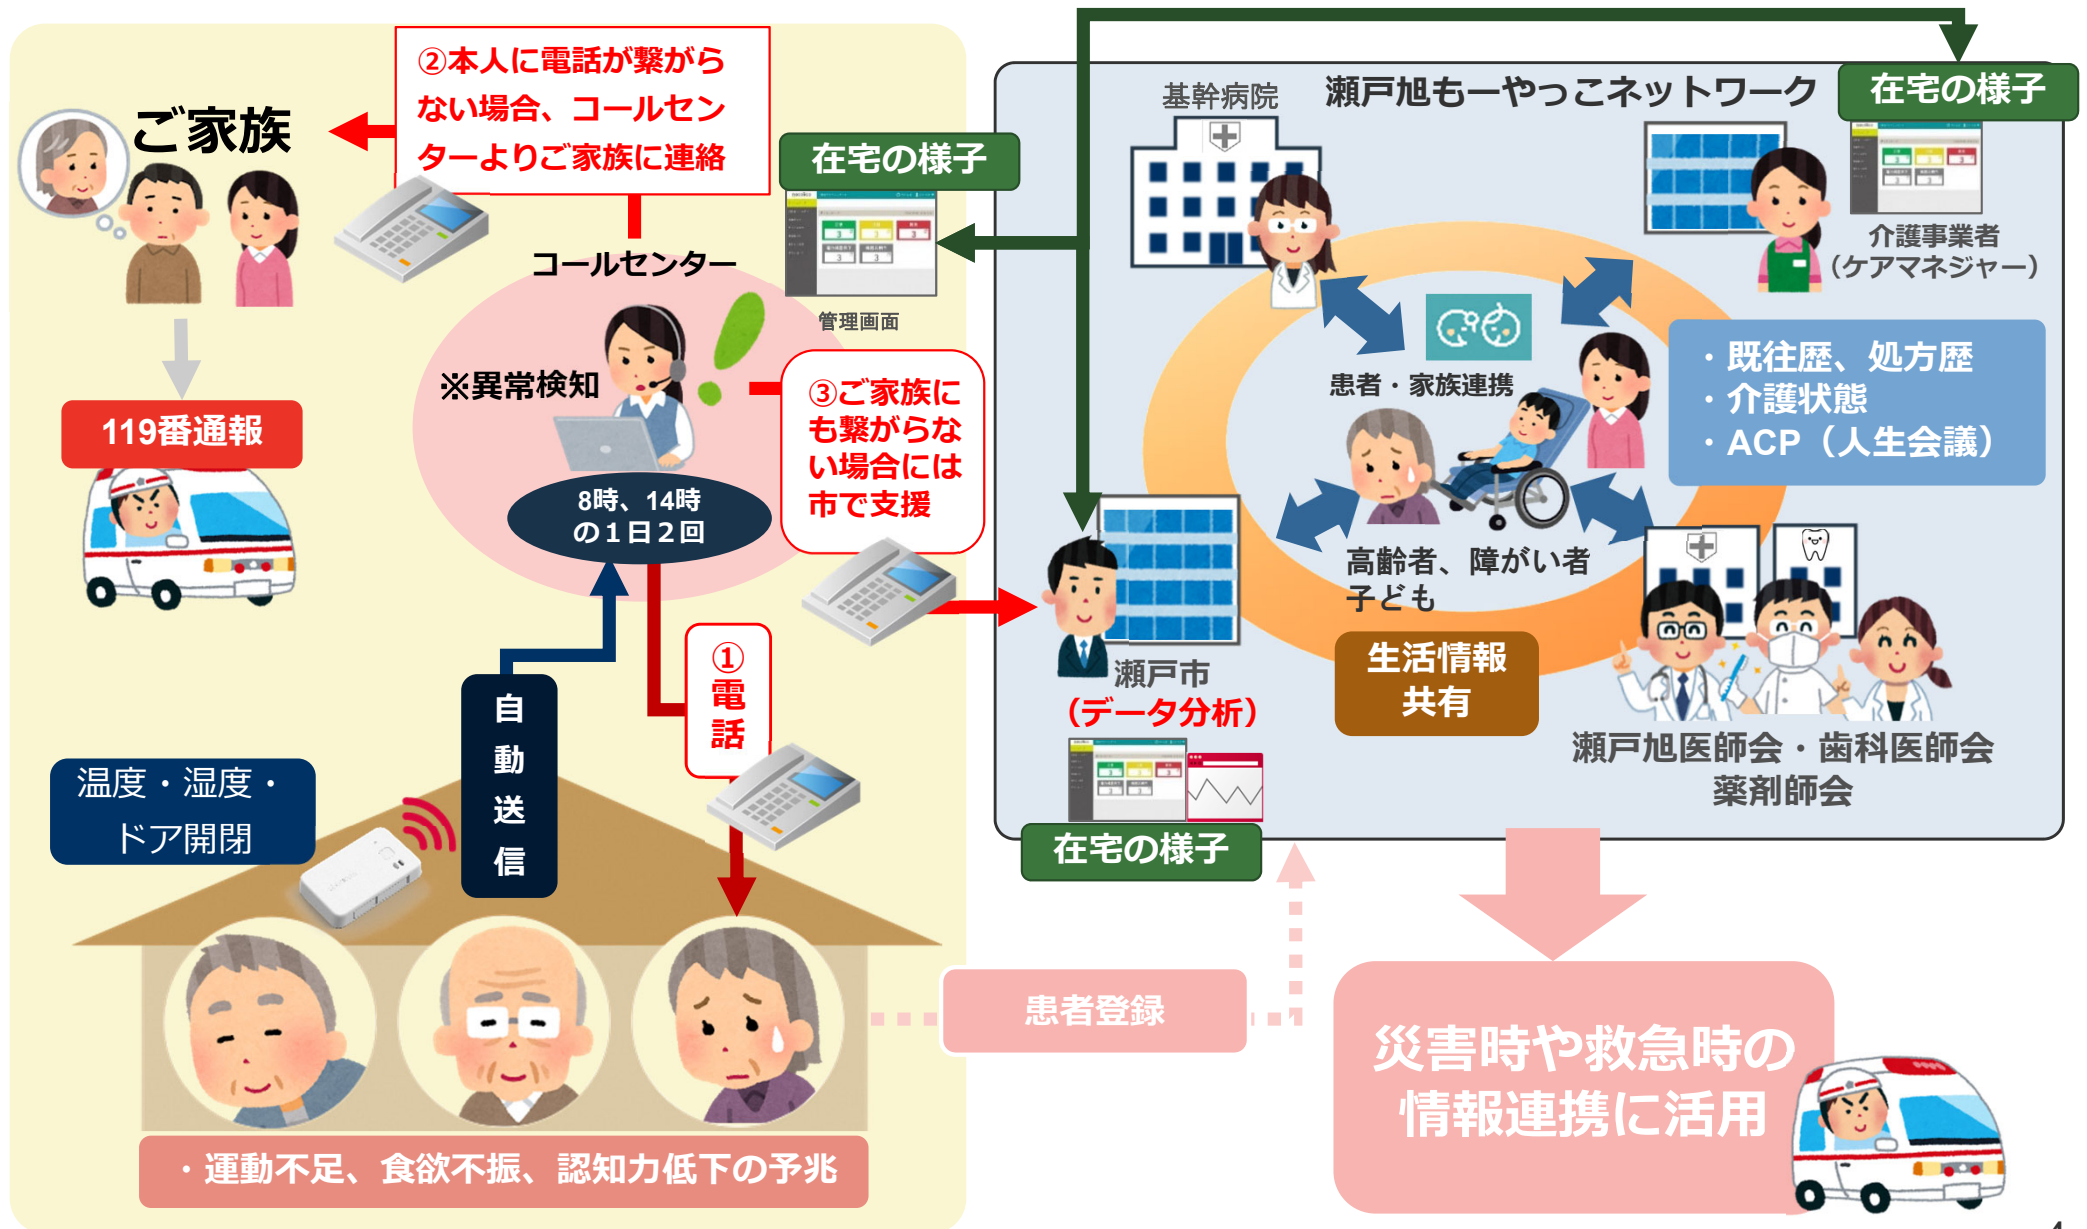 ②本人に電話が繋がら
ない場合、コールセン
ターよりご家族に連絡
ご家族
119番通報
コールセンター
※異常検知
8時、14時
の１日２回
在宅の様子
管理画面
③ご家族に
も繋がらな
い場合には
市で支援
①
電
話
自
動
送
信
温度・湿度・
ドア開閉
・運動不足、食欲不振、認知力低下の予兆
患者登録
瀬戸旭もーやっこネットワーク
基幹病院
在宅の様子
介護事業者
（ケアマネジャー）
患者・家族連携
・既往歴、処方歴
・介護状態
・ACP（人生会議）
高齢者、障がい者
子ども
生活情報
共有
瀬戸市
（データ分析）
在宅の様子
瀬戸旭医師会・歯科医師会
薬剤師会
災害時や救急時の
情報連携に活用